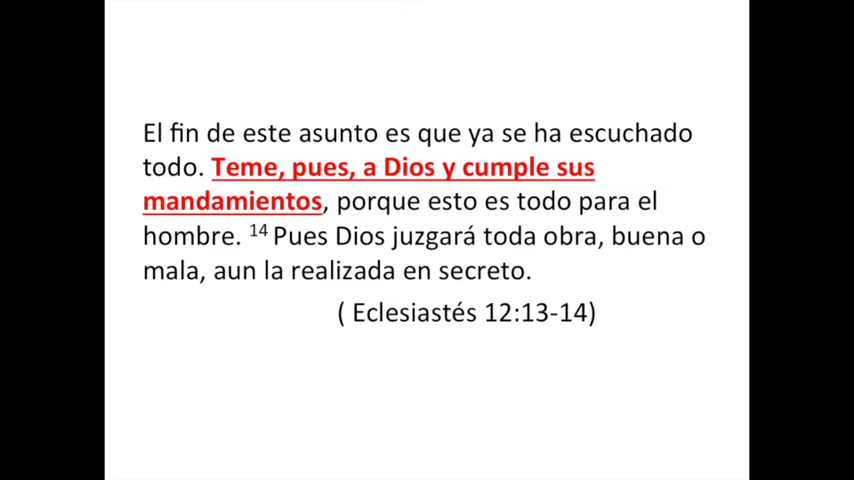 El fin de este asunto es que ya se ha escuchado
todo. Teme, pues, a Dios y cumple sus
mandamientos, porque esto es todo para el
hombre. 14 Pues Dios juzgará toda obra, buena o
mala, aun la realizada en secreto.
( Eclesiastés 12:13-14)